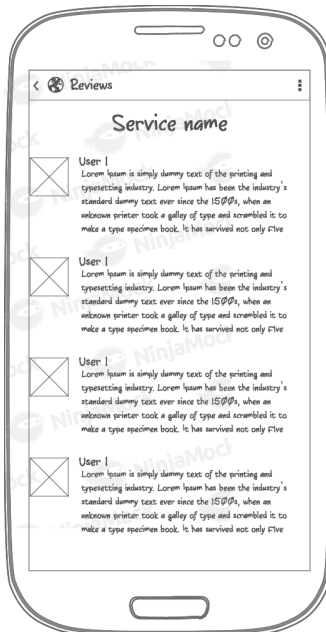 Reviews
Service name
User 1
Lorem Ipsum is simply dummy text of the printing and
typesetting industry. Lorem Ipsum has been the industry's
standard dummy text ever since the 1500s, when an
unknown printer took a galley of type and scrambled it to
make a type specimen book. It has survived not only five
User 1
Lorem Ipsum is simply dummy text of the printing and
typesetting industry. Lorem Ipsum has been the industry's
standard dummy text ever since the 1500s, when an
unknown printer took a galley of type and scrambled it to
make a type specimen book. It has survived not only five
User 1
Lorem Ipsum is simply dummy text of the printing and
typesetting industry. Lorem Ipsum has been the industry's
standard dummy text ever since the 1500s, when an
unknown printer took a galley of type and scrambled it to
make a type specimen book. It has survived not only five
User 1
Lorem Ipsum is simply dummy text of the printing and
typesetting industry. Lorem Ipsum has been the industry's
standard dummy text ever since the 1500s, when an
unknown printer took a galley of type and scrambled it to
make a type specimen book. It has survived not only five
NinjaMock